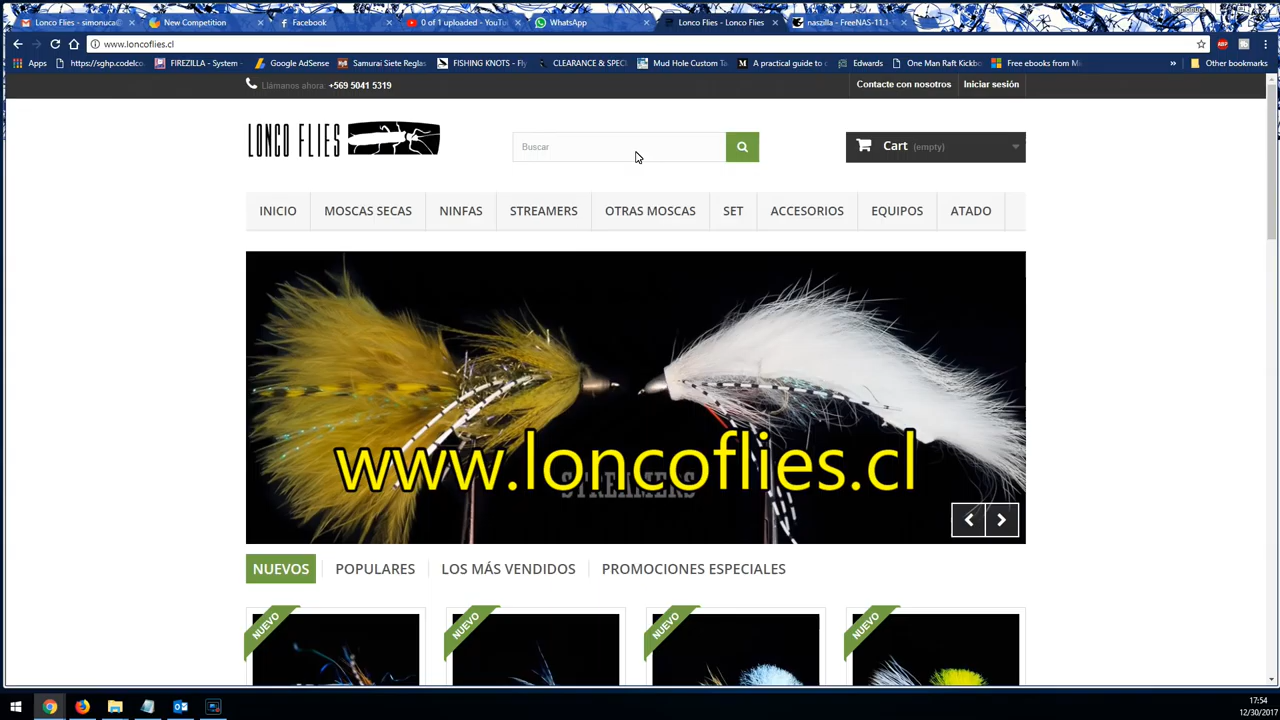 Lonco Flies - simonuca@
New Competition
Facebook
0 of 1 uploaded - YouTu
WhatsApp
Lonco Flies - Lonco Flies
naszilla - FreeNAS-11.1-
www.loncoflies.cl
Apps
https://sghp.codelco
FIREZILLA - System -
Google AdSense
Samurai Siete Reglas
FISHING KNOTS - Fly
CLEARANCE & SPECI
Mud Hole Custom Ta
A practical guide to c
Edwards
One Man Raft Kickbo
Free ebooks from Mi
»
Other bookmarks
Llámanos ahora: +569 5041 5319
Contacte con nosotros
Iniciar sesión
LONCO FLIES
Buscar
Cart (empty)
INICIO
MOSCAS SECAS
NINFAS
STREAMERS
OTRAS MOSCAS
SET
ACCESORIOS
EQUIPOS
ATADO
www.loncoflies.cl
STREAMERS
NUEVOS
POPULARES
LOS MÁS VENDIDOS
PROMOCIONES ESPECIALES
NUEVO
NUEVO
NUEVO
NUEVO
17:54
12/30/2017